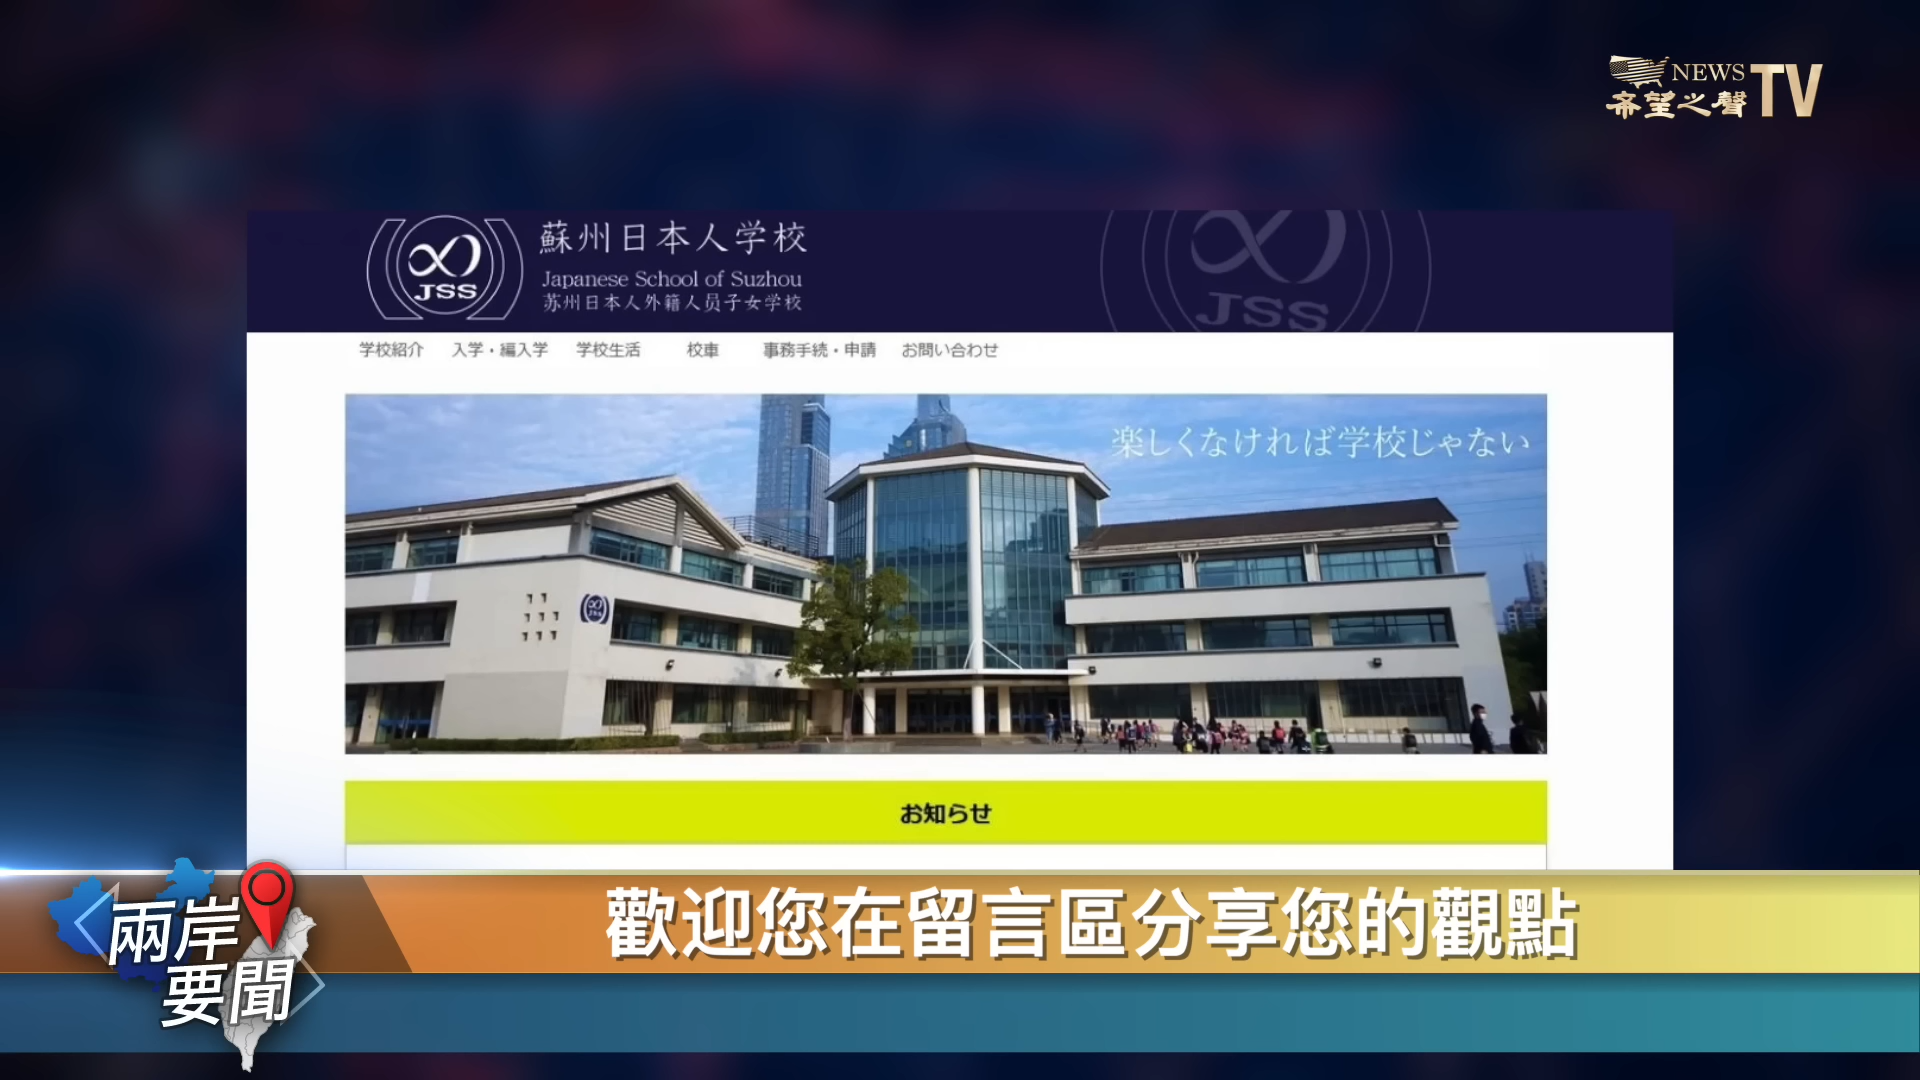 NEWS
希望之聲TV
蘇州日本人学校
Japanese School of Suzhou
苏州日本人外籍人员子女学校
JSS
JSS
学校紹介 入学・編入学 学校生活 校車 事務手続・申請 お問い合わせ
楽しくなければ学校じゃない
お知らせ
歡迎您在留言區分享您的觀點
兩岸
要聞